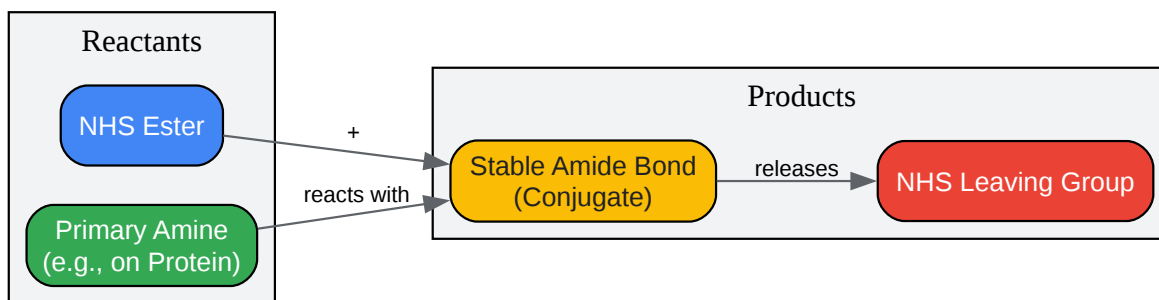 Reactants
NHS Ester
+
reacts with
Primary Amine
(e.g., on Protein)
Products
Stable Amide Bond
(Conjugate)
releases
NHS Leaving Group